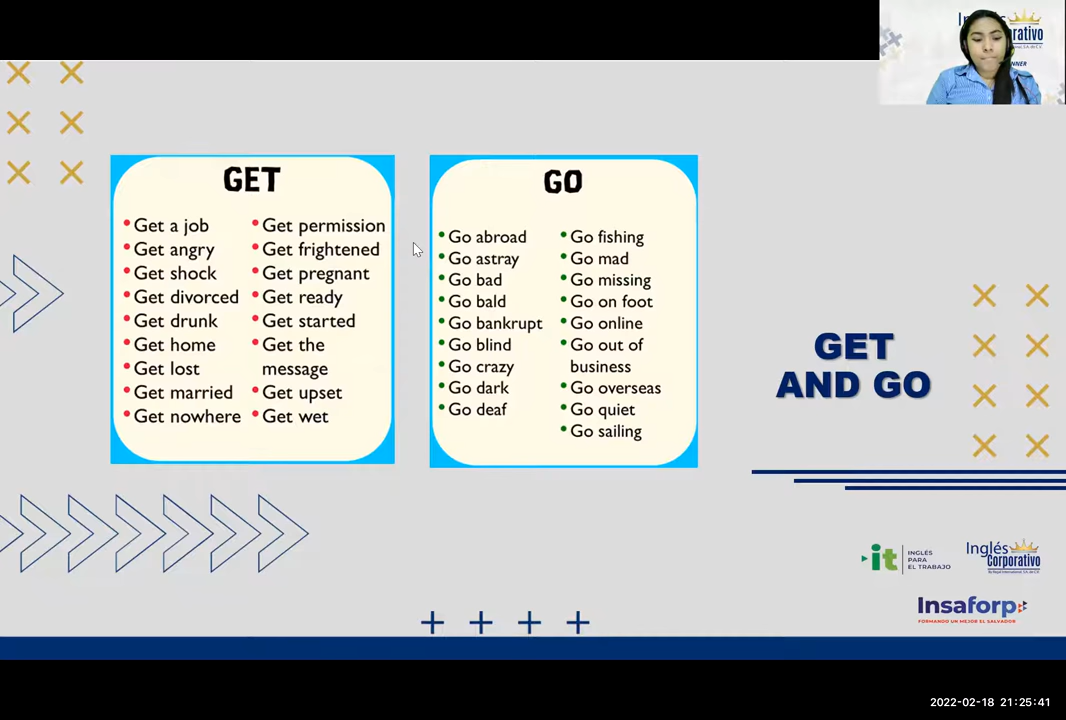 GET
Get a job
Get angry
Get shock
Get divorced
Get drunk
Get home
Get lost
Get married
Get nowhere
Get permission
Get frightened
Get pregnant
Get ready
Get started
Get the
message
Get upset
Get wet
GO
Go abroad
Go astray
Go bad
Go bald
Go bankrupt
Go blind
Go crazy
Go dark
Go deaf
Go fishing
Go mad
Go missing
Go on foot
Go online
Go out of
business
Go overseas
Go quiet
Go sailing
GET
AND GO
it
INGLÉS
PARA
EL TRABAJO
Inglés
Corporativo
Insaforp
FORMANDO UN MEJOR EL SALVADOR
2022-02-18 21:25:41